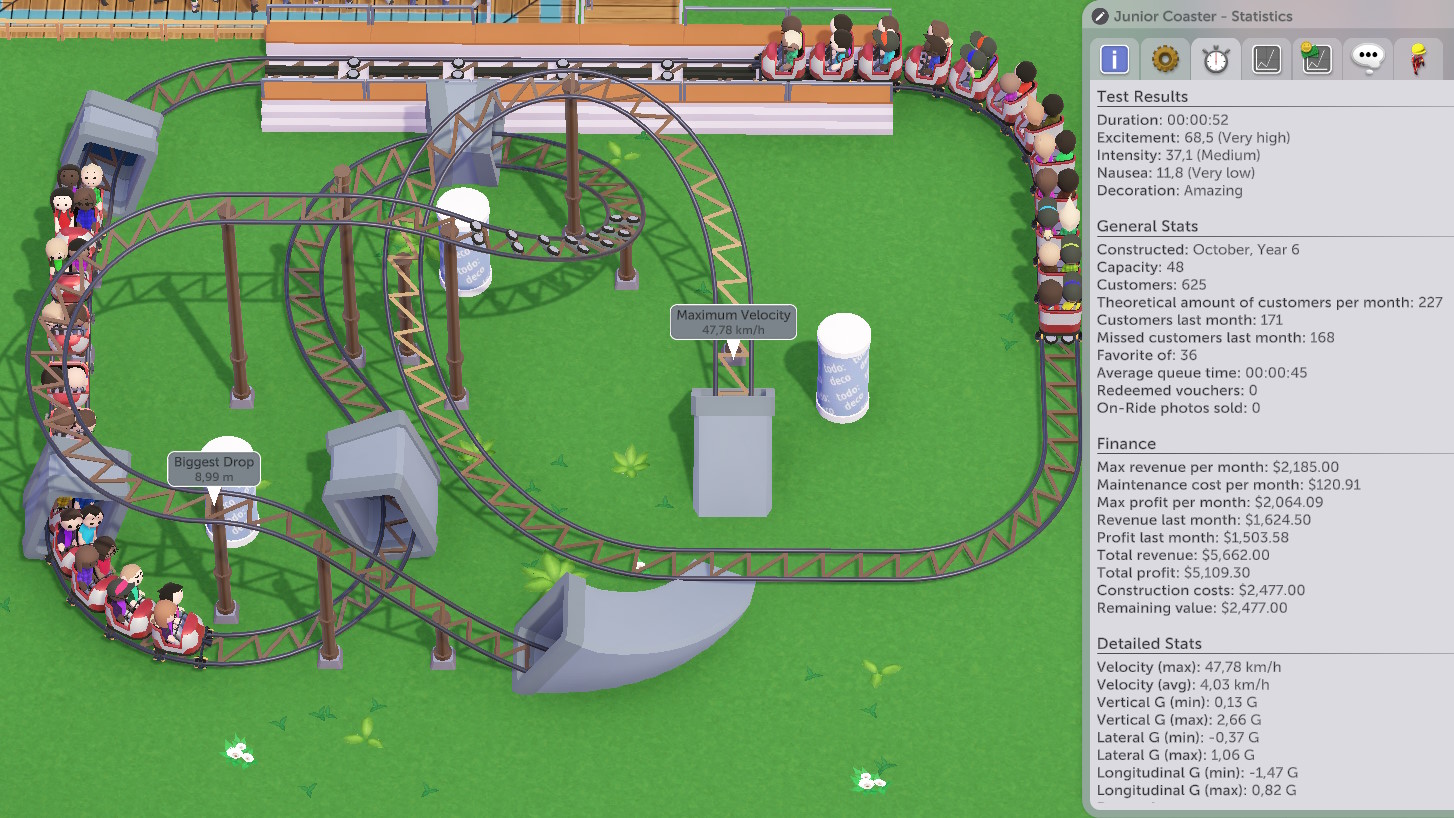 Junior Coaster - Statistics
Test Results
Duration: 00:00:52
Excitement: 68,5 (Very high)
Intensity: 37,1 (Medium)
Nausea: 11,8 (Very low)
Decoration: Amazing
General Stats
Constructed: October, Year 6
Capacity: 48
Customers: 625
Theoretical amount of customers per month: 227
Customers last month: 171
Missed customers last month: 168
Favorite of: 36
Average queue time: 00:00:45
Redeemed vouchers: 0
On-Ride photos sold: 0
Finance
Max revenue per month: $2,185.00
Maintenance cost per month: $120.91
Max profit per month: $2,064.09
Revenue last month: $1,624.50
Profit last month: $1,503.58
Total revenue: $5,662.00
Total profit: $5,109.30
Construction costs: $2,477.00
Remaining value: $2,477.00
Detailed Stats
Velocity (max): 47,78 km/h
Velocity (avg): 4,03 km/h
Vertical G (min): 0,13 G
Vertical G (max): 2,66 G
Lateral G (min): -0,37 G
Lateral G (max): 1,06 G
Longitudinal G (min): -1,47 G
Longitudinal G (max): 0,82 G
Maximum Velocity
47,78 km/h
Biggest Drop
8,99 m
todo:
deco
todo:
deco